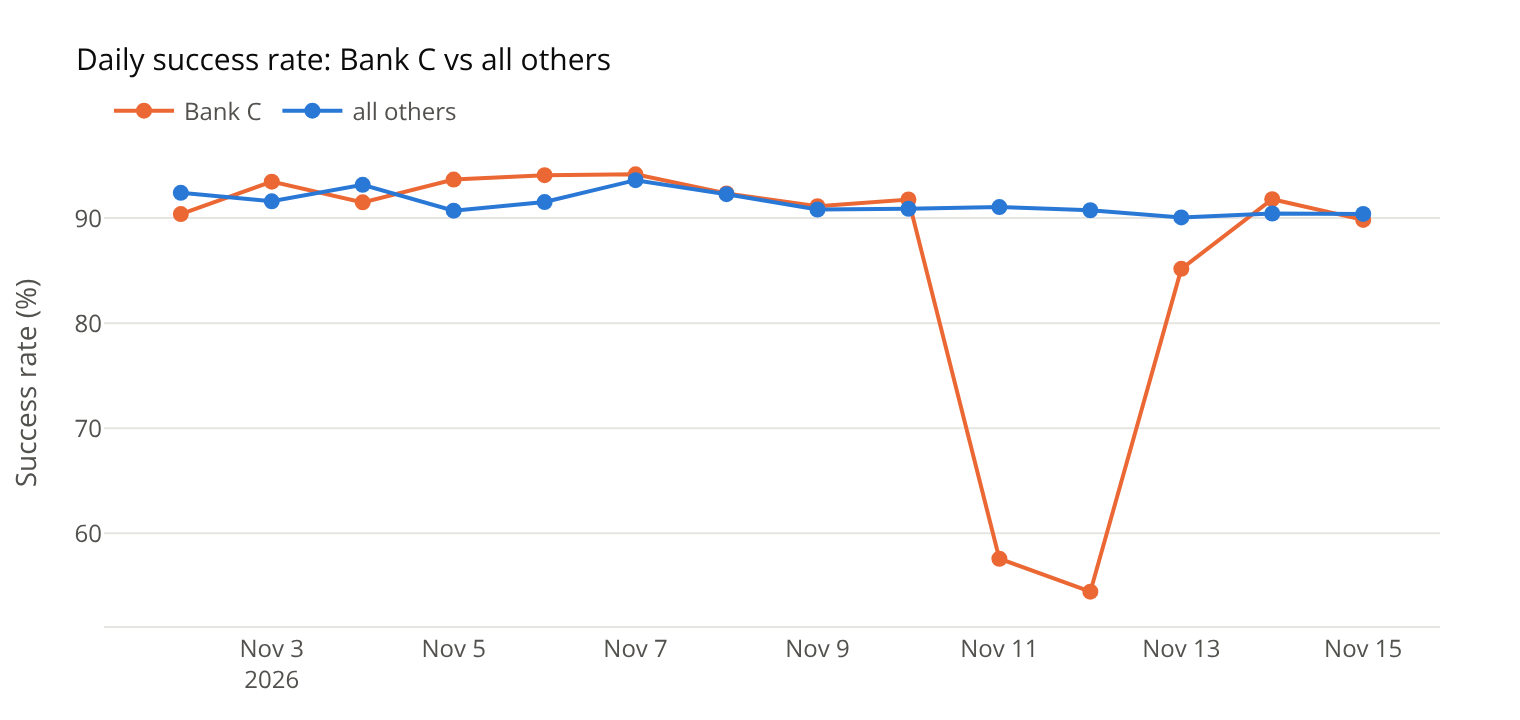 Daily success rate: Bank C vs all others
Bank C all others
90
80
70
60
Success rate (%)
Nov 3 Nov 5 Nov 7 Nov 9 Nov 11 Nov 13 Nov 15
2026